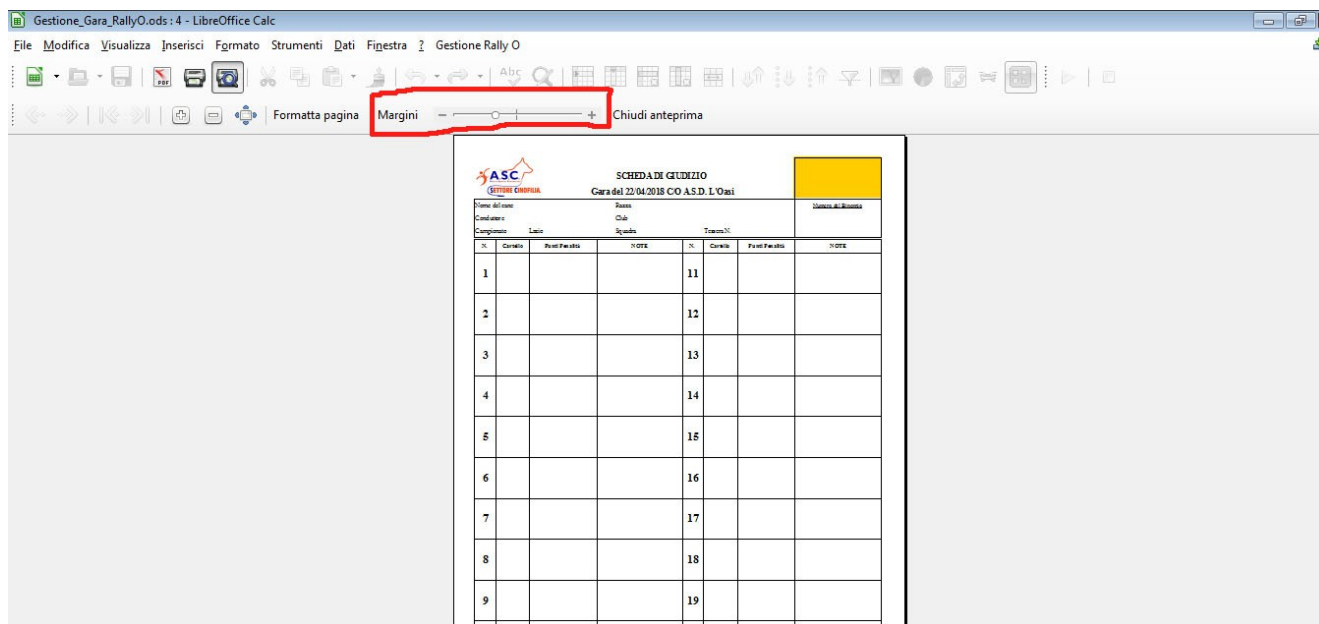 Gestione_Gara_RallyO.ods : 4 - LibreOffice Calc
File Modifica Visualizza Inserisci Formato Strumenti Dati Finestra ? Gestione Rally O
PDF Abc
Formatta pagina Margini Chiudi anteprima
ASC
SETTORE CINOFILIA
SCHEDA DI GIUDIZIO
Gara del 22/04/2018 C/O A.S.D. L'Oasi
Nome del cane Razza Numero del Binomio
Conduttore Club
Campionato Lazio Squadra Tessera N.
N. Cartello Punti Penalità NOTE N. Cartello Punti Penalità NOTE
1 11
2 12
3 13
4 14
5 15
6 16
7 17
8 18
9 19